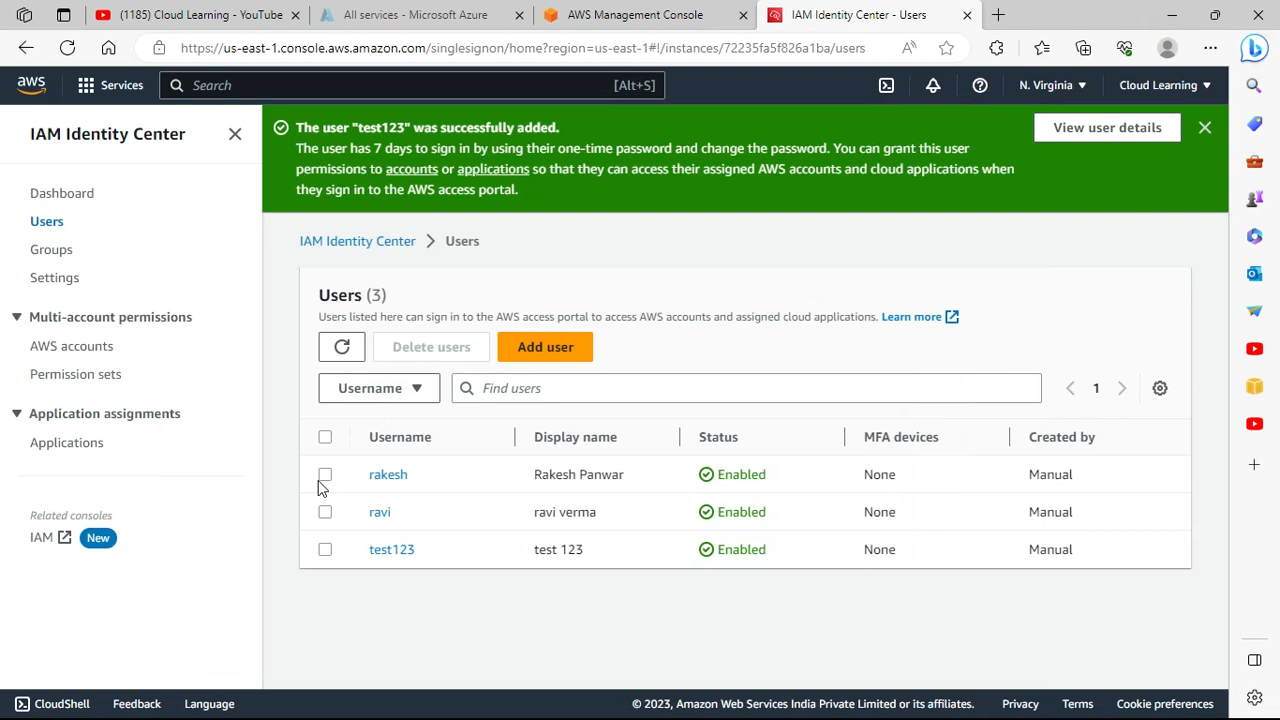 (1185) Cloud Learning - YouTube
All services - Microsoft Azure
AWS Management Console
IAM Identity Center - Users
https://us-east-1.console.aws.amazon.com/singlesignon/home?region=us-east-1#!/instances/72235fa5f826a1ba/users
aws
Services
Search
[Alt+S]
N. Virginia
Cloud Learning
IAM Identity Center
Dashboard
Users
Groups
Settings
Multi-account permissions
AWS accounts
Permission sets
Application assignments
Applications
Related consoles
IAM
New
The user "test123" was successfully added.
The user has 7 days to sign in by using their one-time password and change the password. You can grant this user
permissions to accounts or applications so that they can access their assigned AWS accounts and cloud applications when
they sign in to the AWS access portal.
View user details
IAM Identity Center > Users
Users (3)
Users listed here can sign in to the AWS access portal to access AWS accounts and assigned cloud applications. Learn more
Delete users
Add user
Username
Find users
1
Username Display name Status MFA devices Created by
rakesh Rakesh Panwar Enabled None Manual
ravi ravi verma Enabled None Manual
test123 test 123 Enabled None Manual
CloudShell Feedback Language © 2023, Amazon Web Services India Private Limited or its affiliates. Privacy Terms Cookie preferences